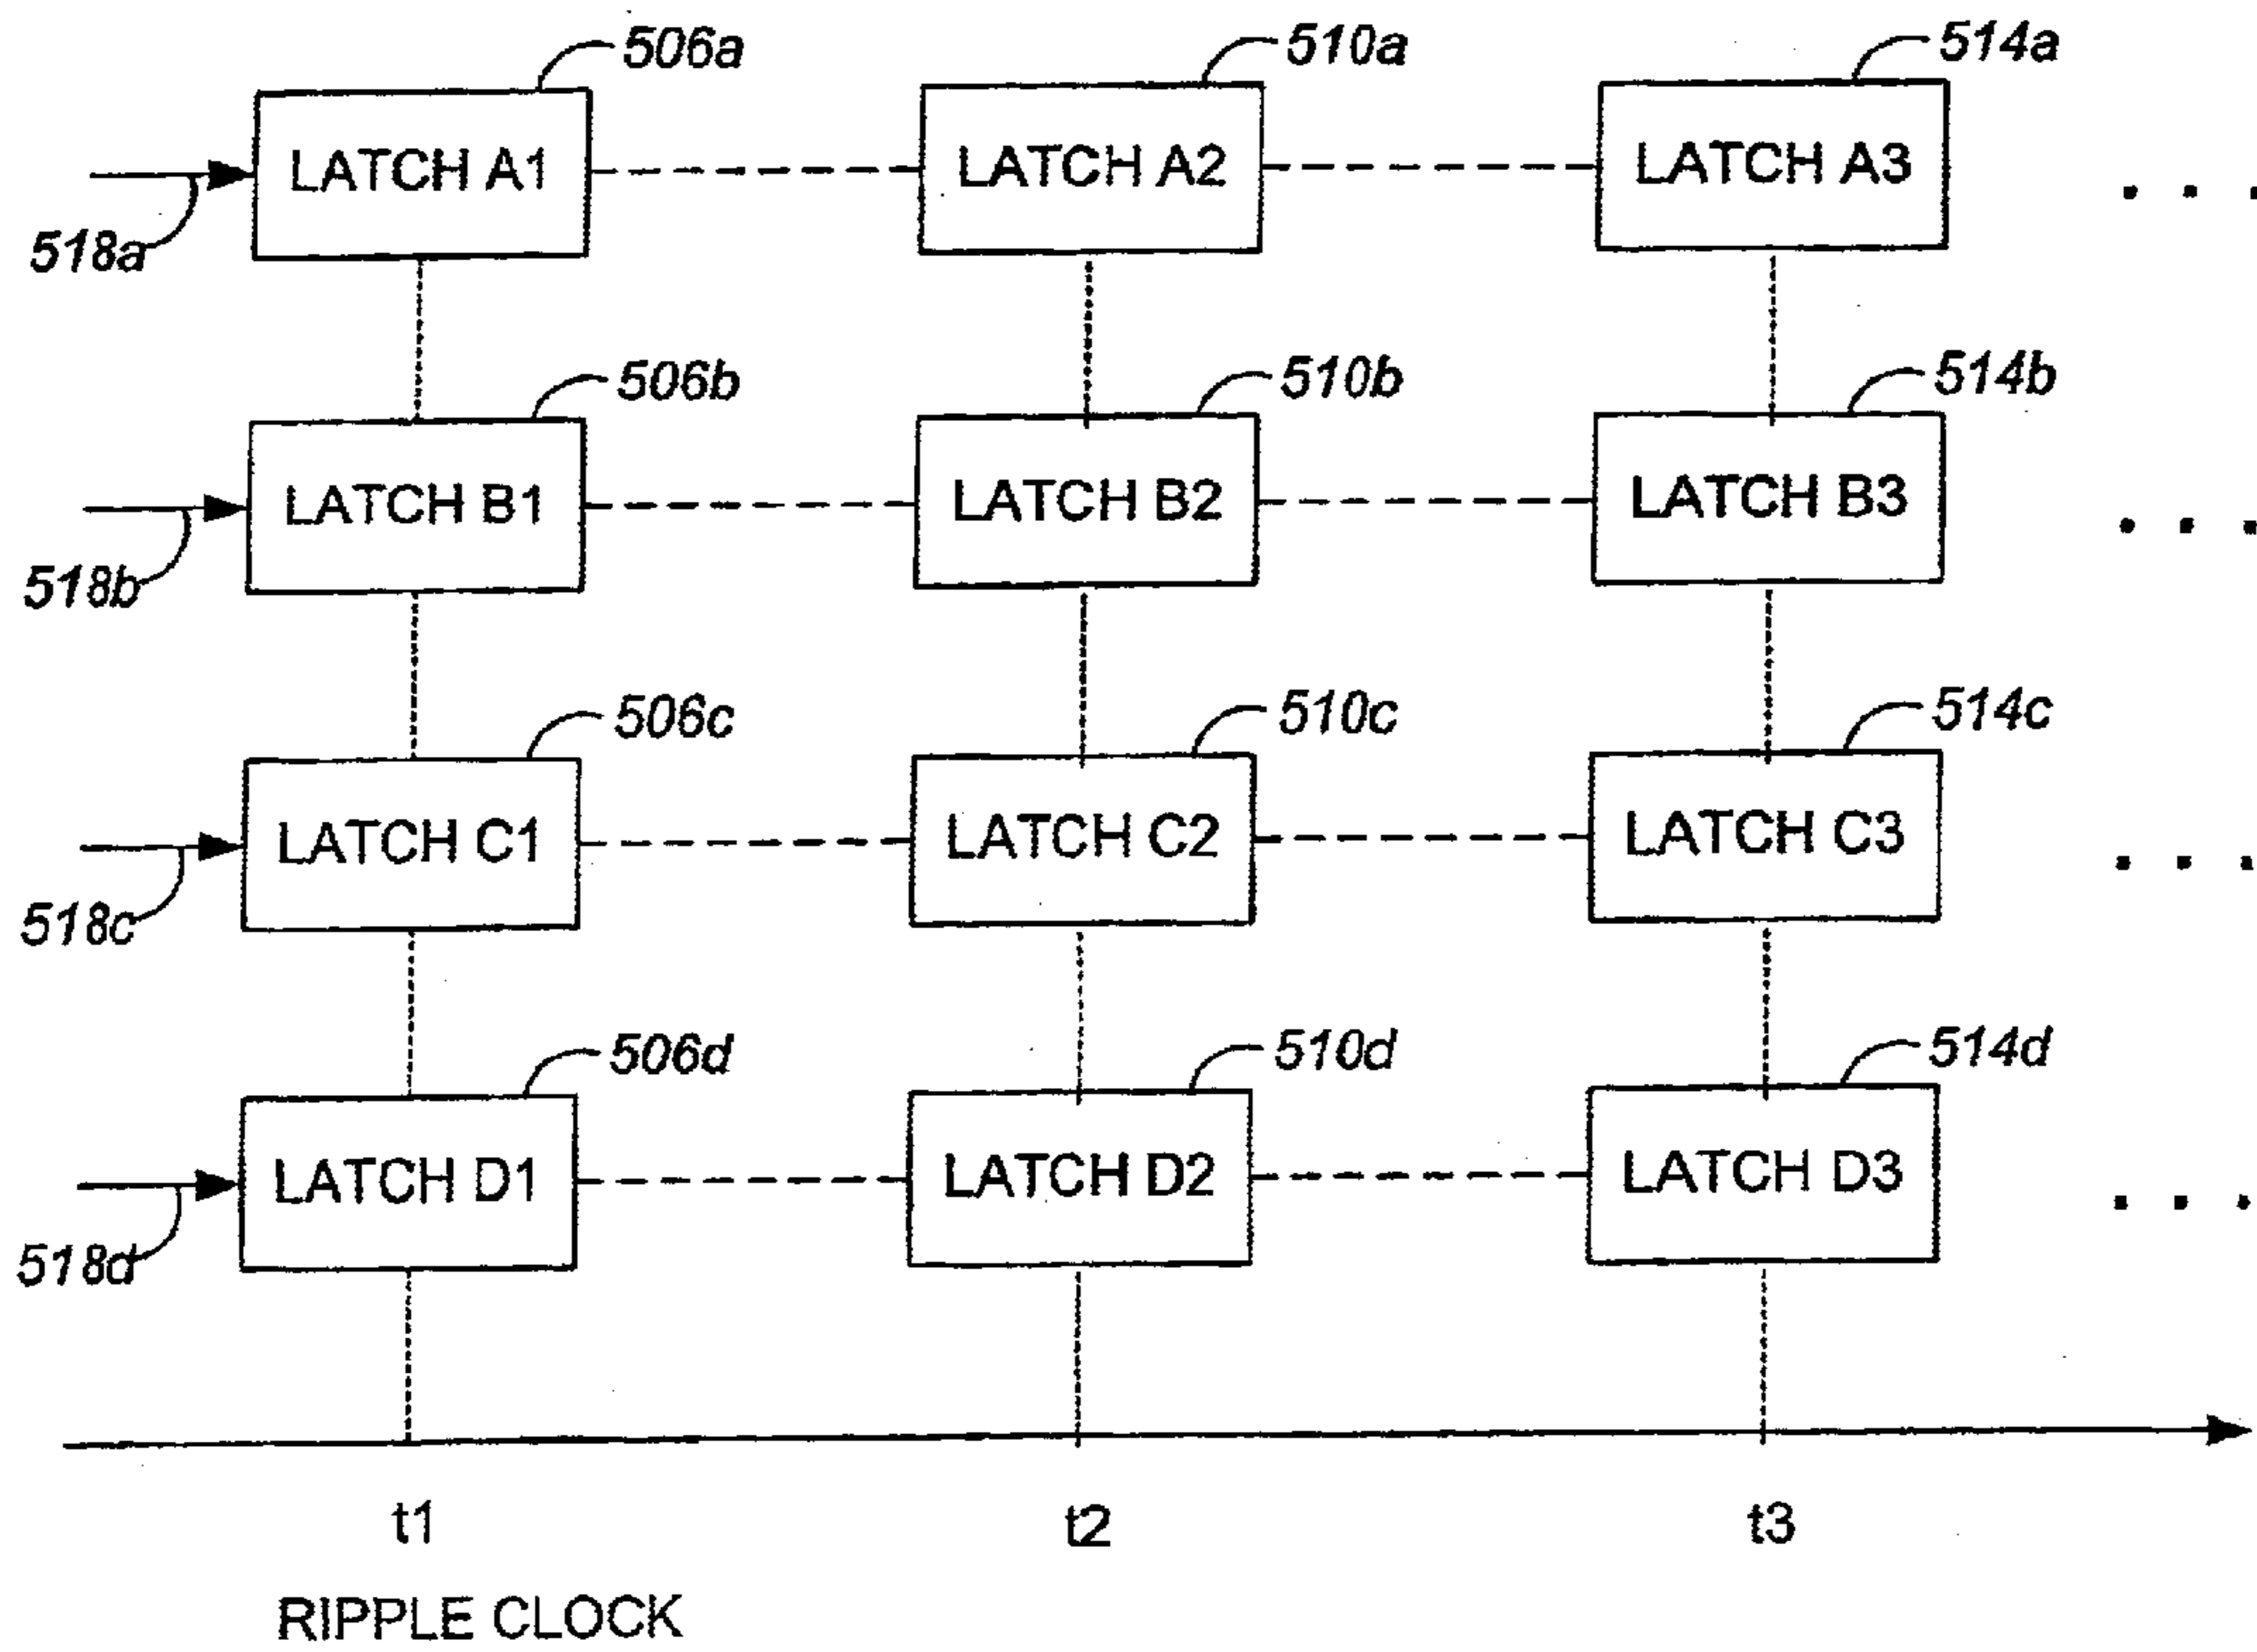 506a 510a 514a
LATCH A1 LATCH A2 LATCH A3 . . .
518a
506b 510b 514b
LATCH B1 LATCH B2 LATCH B3 . . .
518b
506c 510c 514c
LATCH C1 LATCH C2 LATCH C3 . . .
518c
506d 510d 514d
LATCH D1 LATCH D2 LATCH D3 . . .
518d
t1 t2 t3
RIPPLE CLOCK